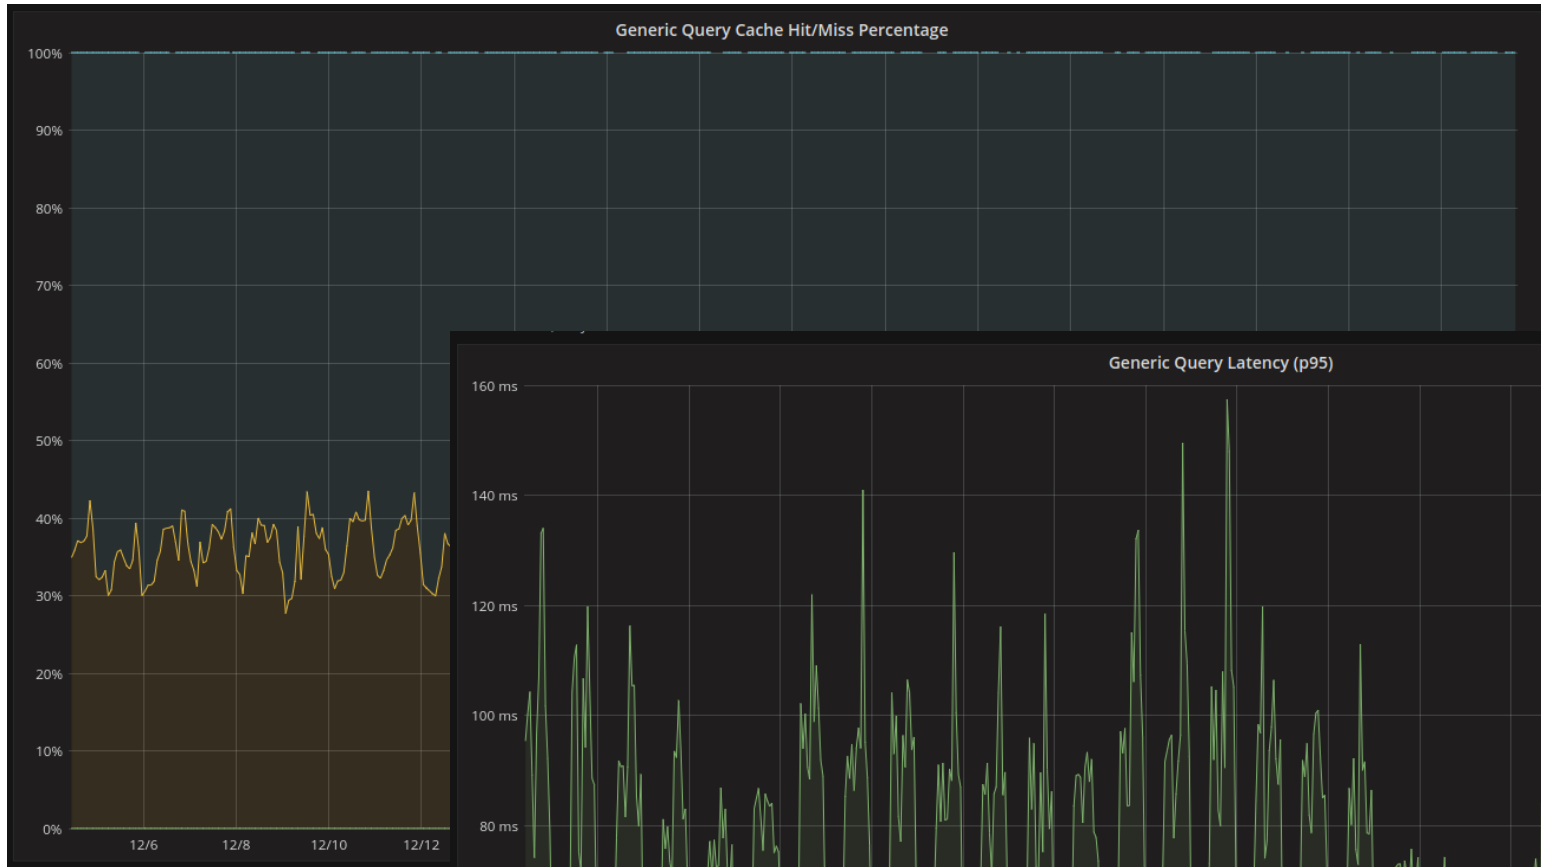 Generic Query Cache Hit/Miss Percentage
100%
90%
80%
70%
60%
50%
40%
30%
20%
10%
0%
12/6
12/8
12/10
12/12
Generic Query Latency (p95)
160 ms
140 ms
120 ms
100 ms
80 ms